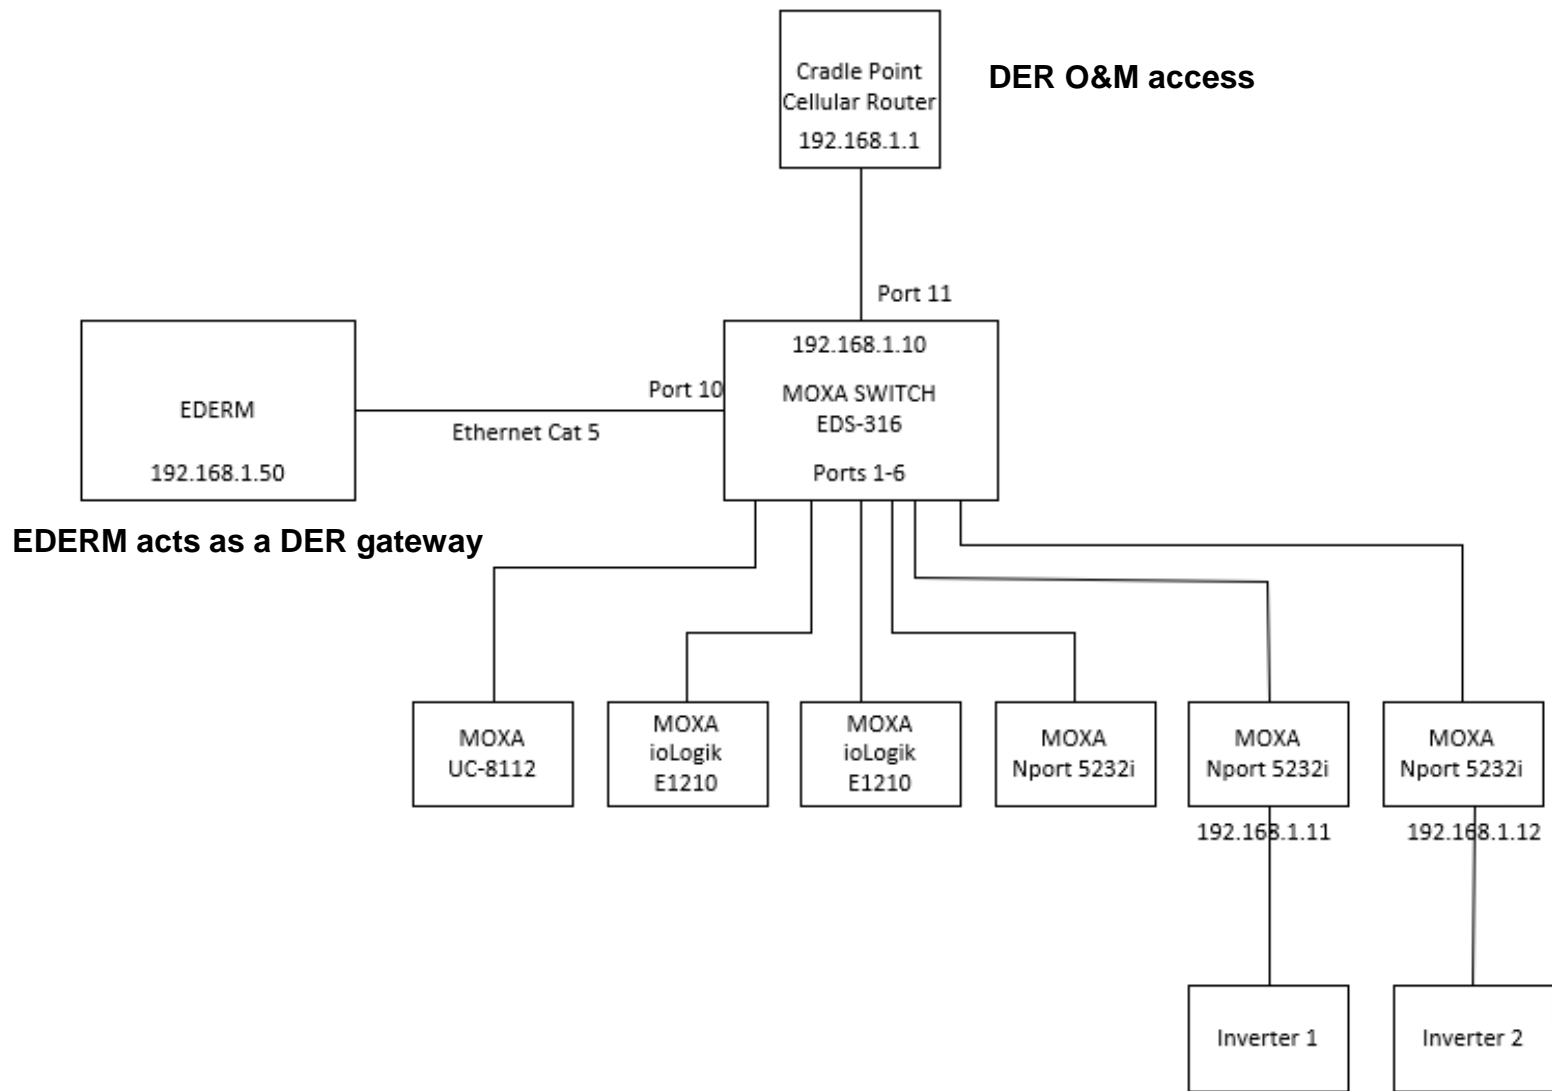 Cradle Point
Cellular Router
192.168.1.1
DER O&M access
Port 11
192.168.1.10
MOXA SWITCH
EDS-316
Ports 1-6
Port 10
Ethernet Cat 5
EDERM
192.168.1.50
EDERM acts as a DER gateway
MOXA
UC-8112
MOXA
ioLogik
E1210
MOXA
ioLogik
E1210
MOXA
Nport 5232i
MOXA
Nport 5232i
192.168.1.11
MOXA
Nport 5232i
192.168.1.12
Inverter 1
Inverter 2